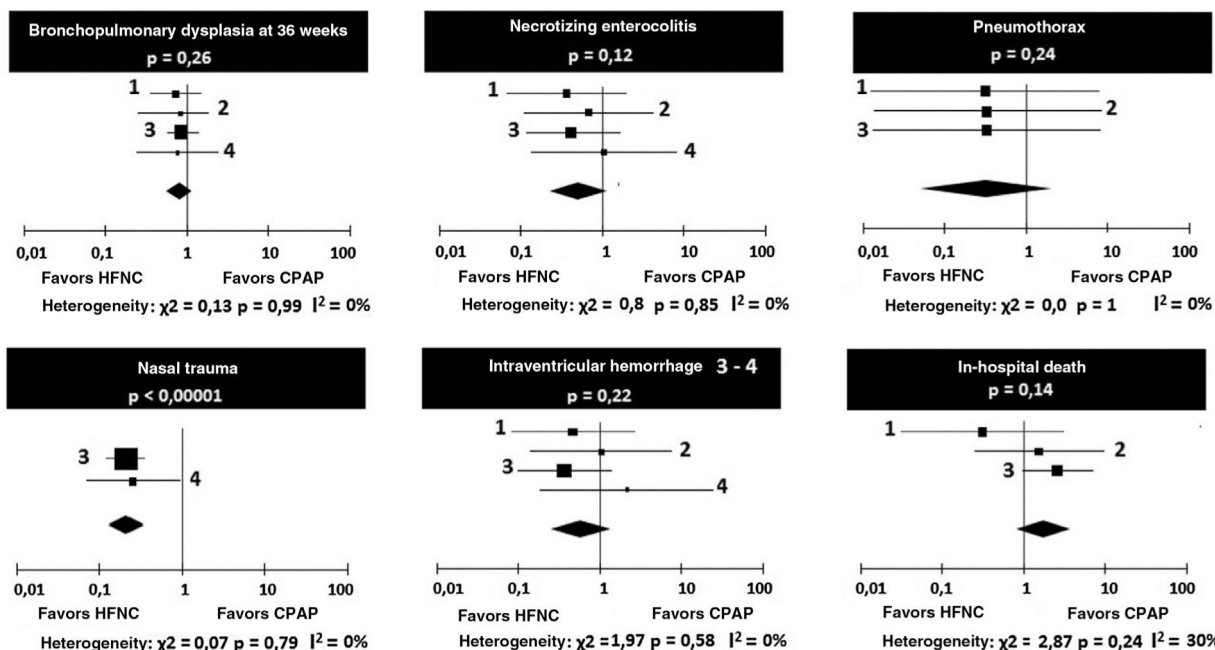 Bronchopulmonary dysplasia at 36 weeks
p = 0,26
1
2
3
4
0,01 0,1 1 10 100
Favors HFNC Favors CPAP
Heterogeneity: χ2 = 0,13 p = 0,99 I² = 0%
Necrotizing enterocolitis
p = 0,12
1
2
3
4
0,01 0,1 1 10 100
Favors HFNC Favors CPAP
Heterogeneity: χ2 = 0,8 p = 0,85 I² = 0%
Pneumothorax
p = 0,24
1
2
3
0,01 0,1 1 10 100
Favors HFNC Favors CPAP
Heterogeneity: χ2 = 0,0 p = 1 I² = 0%
Nasal trauma
p < 0,00001
3
4
0,01 0,1 1 10 100
Favors HFNC Favors CPAP
Heterogeneity: χ2 = 0,07 p = 0,79 I² = 0%
Intraventricular hemorrhage 3 - 4
p = 0,22
1
2
3
4
0,01 0,1 1 10 100
Favors HFNC Favors CPAP
Heterogeneity: χ2 =1,97 p = 0,58 I² = 0%
In-hospital death
p = 0,14
1
2
3
0,01 0,1 1 10 100
Favors HFNC Favors CPAP
Heterogeneity: χ2 = 2,87 p = 0,24 I² = 30%